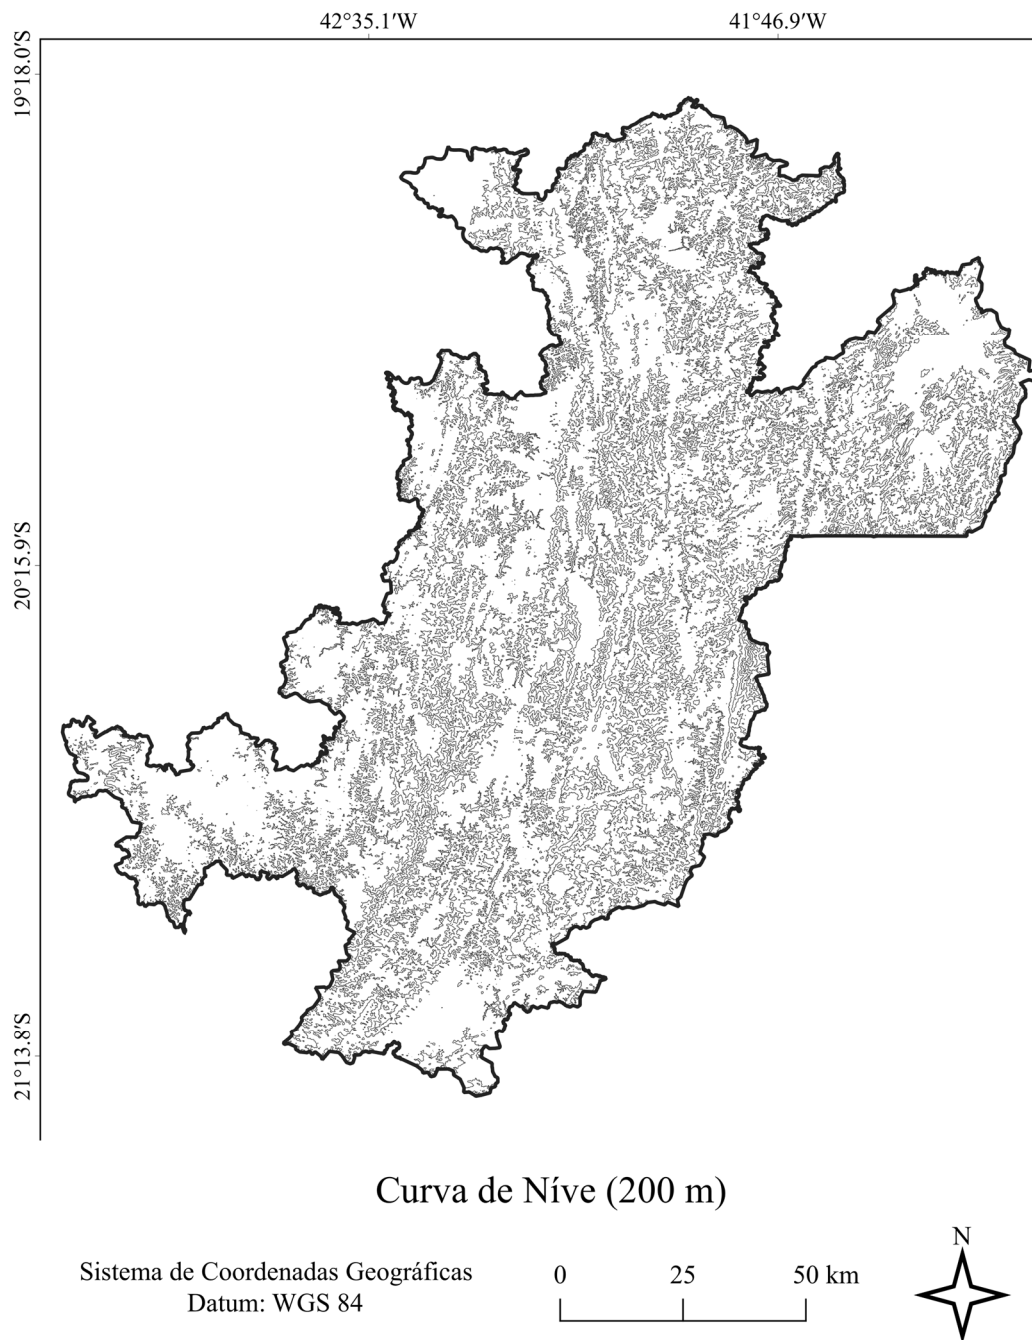 42°35.1′W
41°46.9′W
19°18.0′S
20°15.9′S
21°13.8′S
Curva de Níve (200 m)
Sistema de Coordenadas Geográficas
Datum: WGS 84
0 25 50 km
N